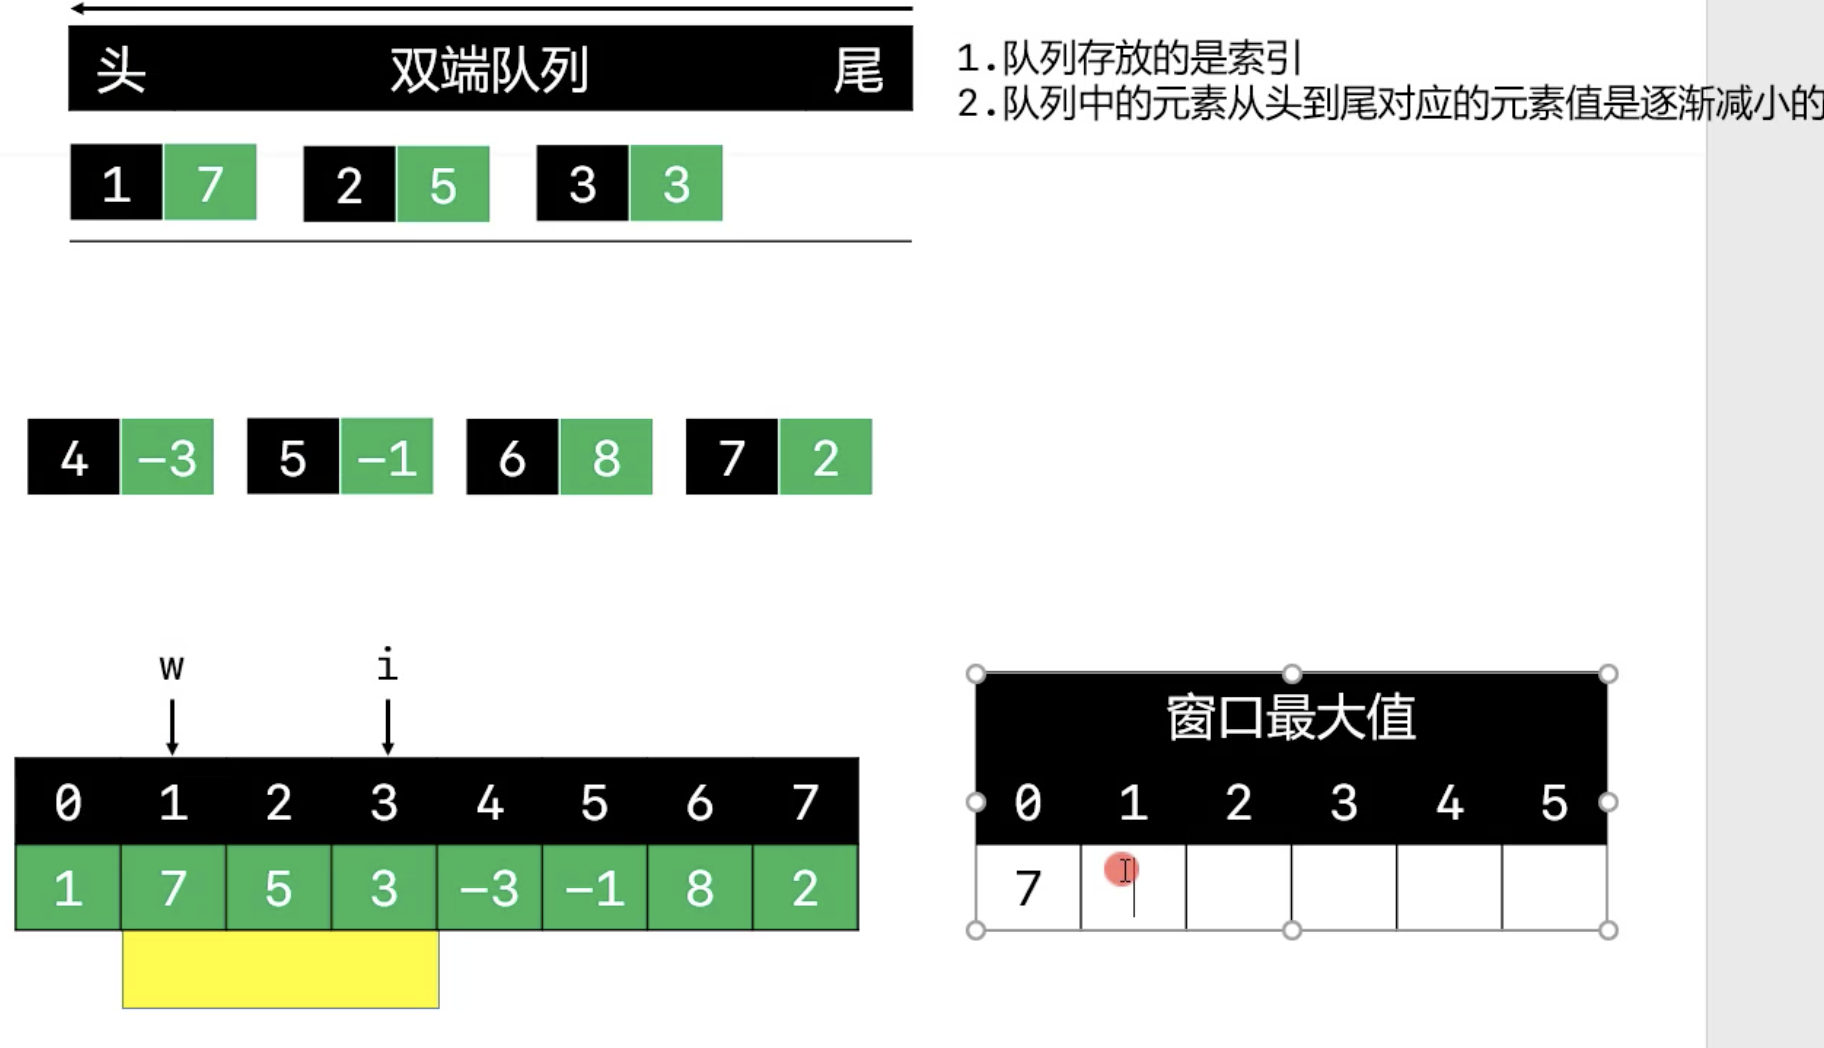 头 双端队列 尾
1.队列存放的是索引
2.队列中的元素从头到尾对应的元素值是逐渐减小的
1 7 2 5 3 3
4 −3 5 −1 6 8 7 2
w i
0 1 2 3 4 5 6 7
1 7 5 3 −3 −1 8 2
窗口最大值
0 1 2 3 4 5
7